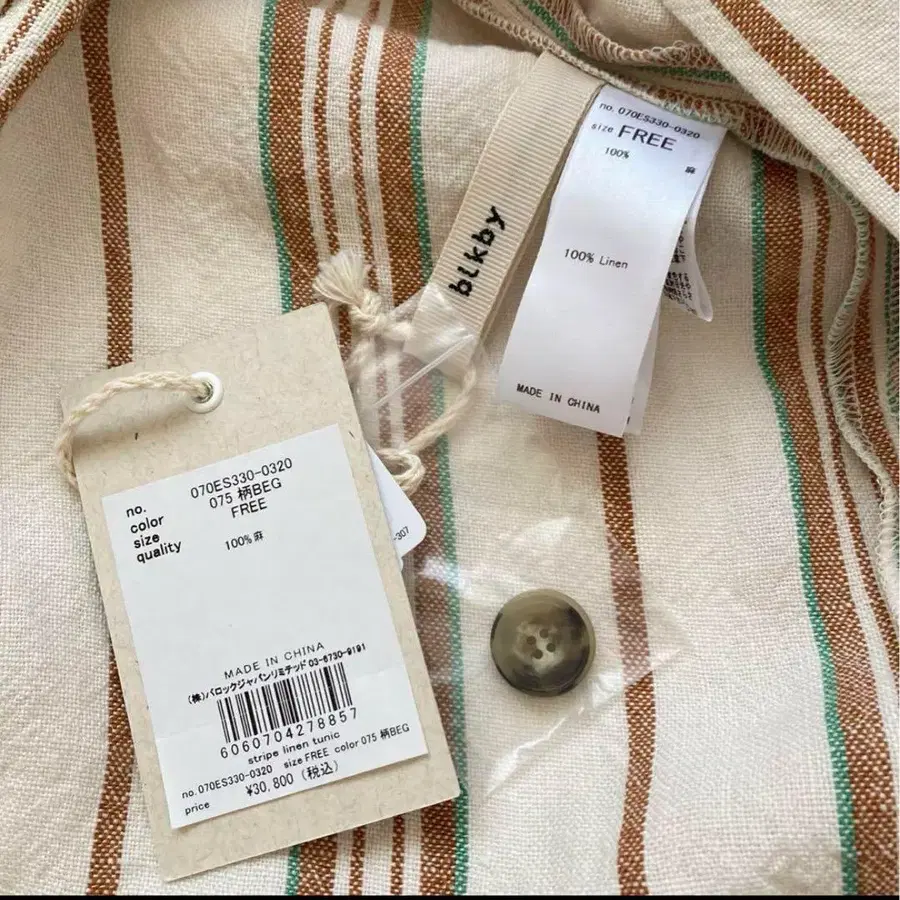 no. 070ES330-0320
size FREE
100%
麻
100% Linen
MADE IN CHINA
blkby
no. 070ES330-0320
color 075 柄BEG
size FREE
quality 100%麻
-307
MADE IN CHINA
(株)バロックジャパンリミテッド 03-6730-9191
6060704278857
stripe linen tunic
no.070ES330-0320 size FREE color 075 柄BEG
price ¥30,800 (税込)